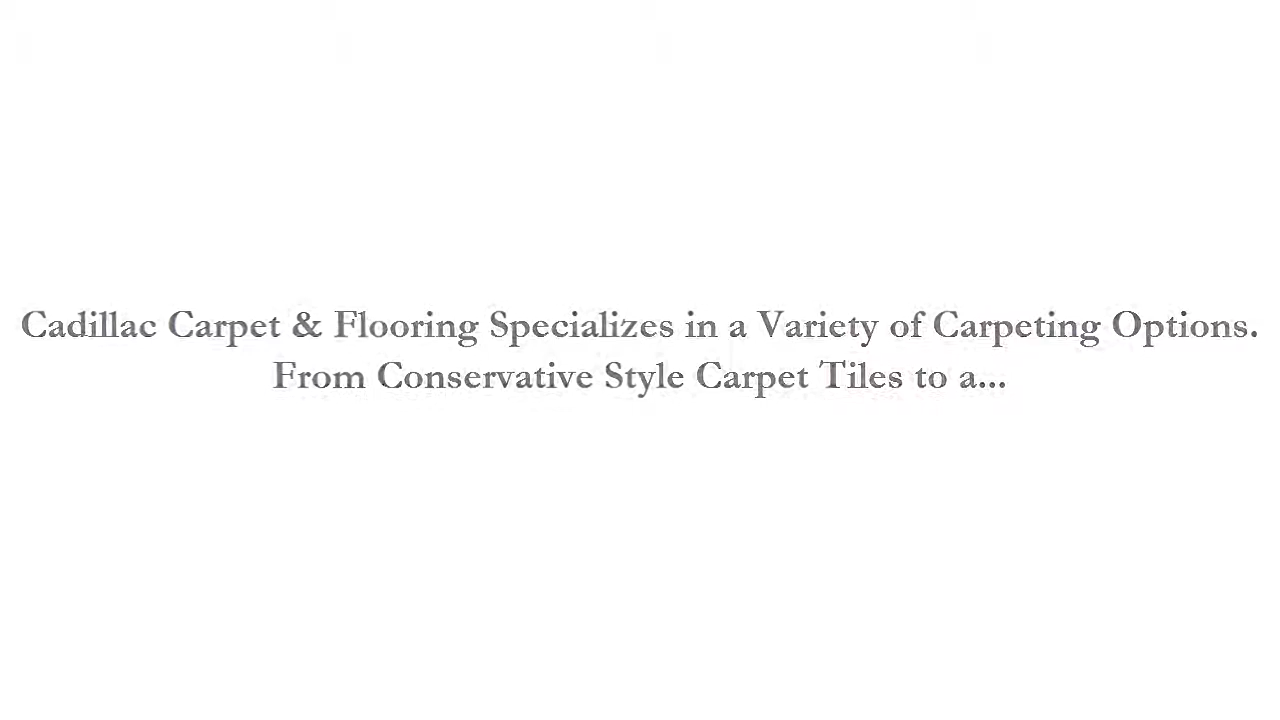 Cadillac Carpet & Flooring Specializes in a Variety of Carpeting Options.
From Conservative Style Carpet Tiles to a...